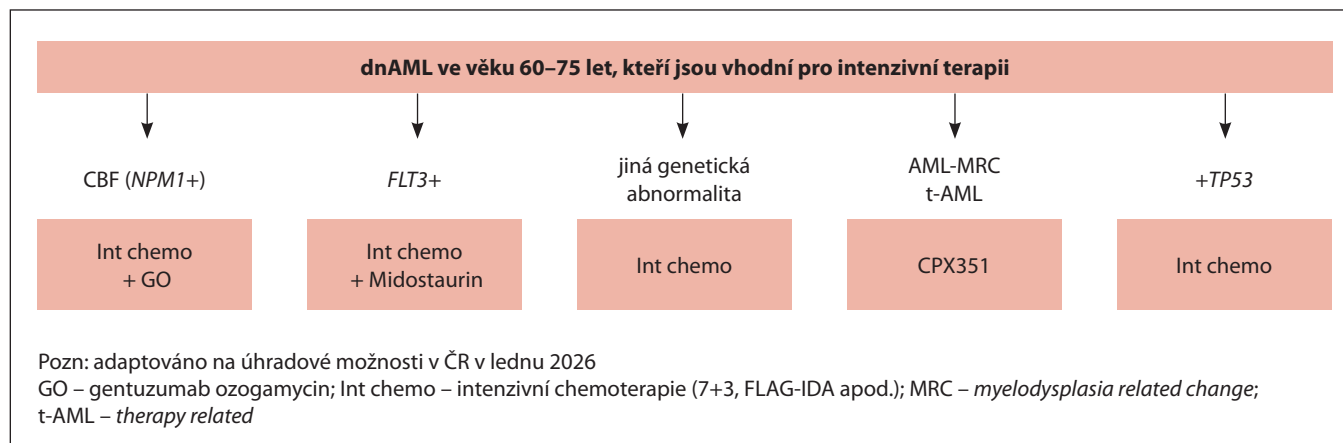 dnAML ve věku 60–75 let, kteří jsou vhodní pro intenzivní terapii
CBF (NPM1+)
Int chemo
+ GO
FLT3+
Int chemo
+ Midostaurin
jiná genetická
abnormalita
Int chemo
AML-MRC
t-AML
CPX351
+TP53
Int chemo
Pozn: adaptováno na úhradové možnosti v ČR v lednu 2026
GO – gentuzumab ozogamycin; Int chemo – intenzivní chemoterapie (7+3, FLAG-IDA apod.); MRC – myelodysplasia related change;
t-AML – therapy related